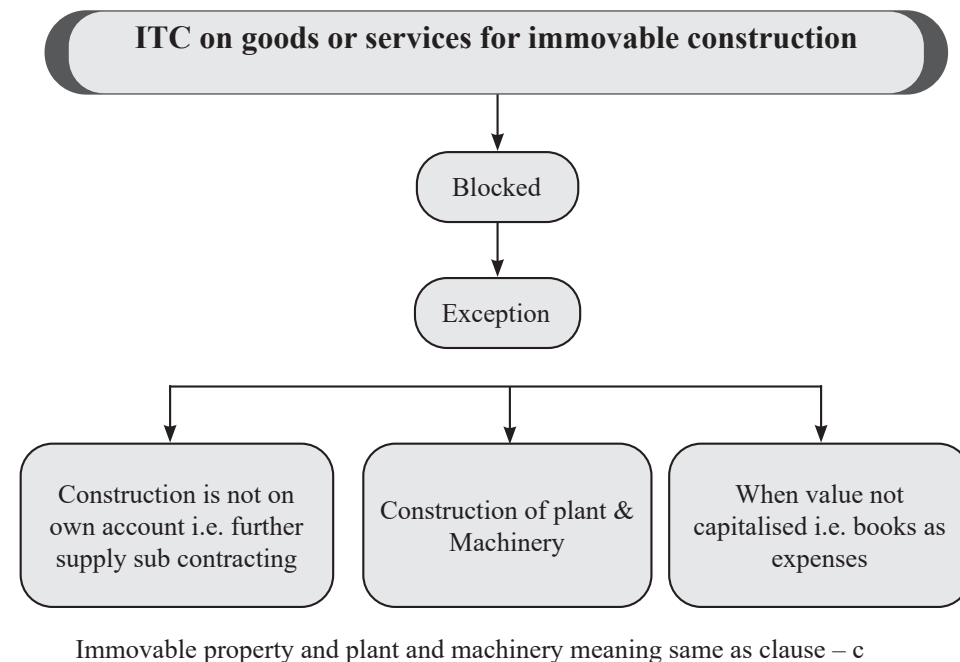 ITC on goods or services for immovable construction
Blocked
Exception
Construction is not on
own account i.e. further
supply sub contracting
Construction of plant &
Machinery
When value not
capitalised i.e. books as
expenses
Immovable property and plant and machinery meaning same as clause – c